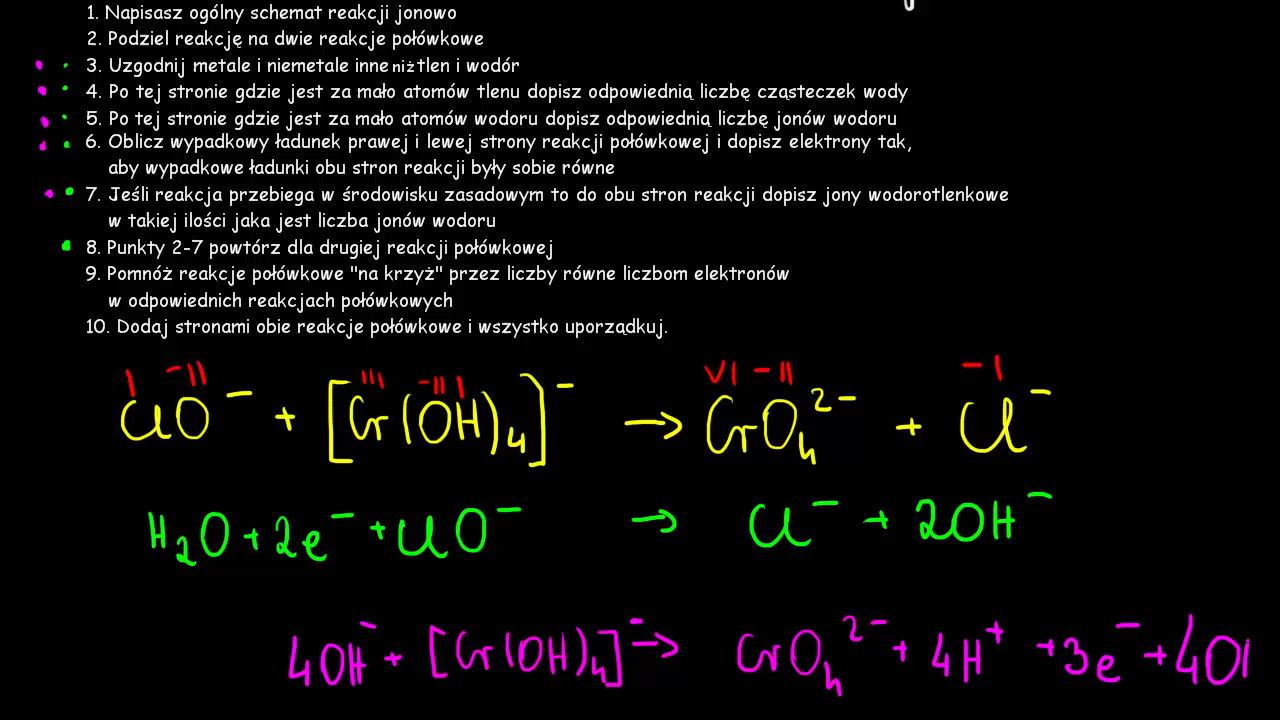 1. Napisasz ogólny schemat reakcji jonowo
2. Podziel reakcję na dwie reakcje połówkowe
3. Uzgodnij metale i niemetale inne niż tlen i wodór
4. Po tej stronie gdzie jest za mało atomów tlenu dopisz odpowiednią liczbę cząsteczek wody
5. Po tej stronie gdzie jest za mało atomów wodoru dopisz odpowiednią liczbę jonów wodoru
6. Oblicz wypadkowy ładunek prawej i lewej strony reakcji połówkowej i dopisz elektrony tak,
aby wypadkowe ładunki obu stron reakcji były sobie równe
7. Jeśli reakcja przebiega w środowisku zasadowym to do obu stron reakcji dopisz jony wodorotlenkowe
w takiej ilości jaka jest liczba jonów wodoru
8. Punkty 2-7 powtórz dla drugiej reakcji połówkowej
9. Pomnóż reakcje połówkowe "na krzyż" przez liczby równe liczbom elektronów
w odpowiednich reakcjach połówkowych
10. Dodaj stronami obie reakcje połówkowe i wszystko uporządkuj.
I -II III -II I VI -II -I
ClO⁻ + [Cr(OH)₄]⁻ → CrO₄²⁻ + Cl⁻
H₂O + 2e⁻ + ClO⁻ → Cl⁻ + 2OH⁻
4OH⁻ + [Cr(OH)₄]⁻ → CrO₄²⁻ + 4H⁺ + 3e⁻ + 4O